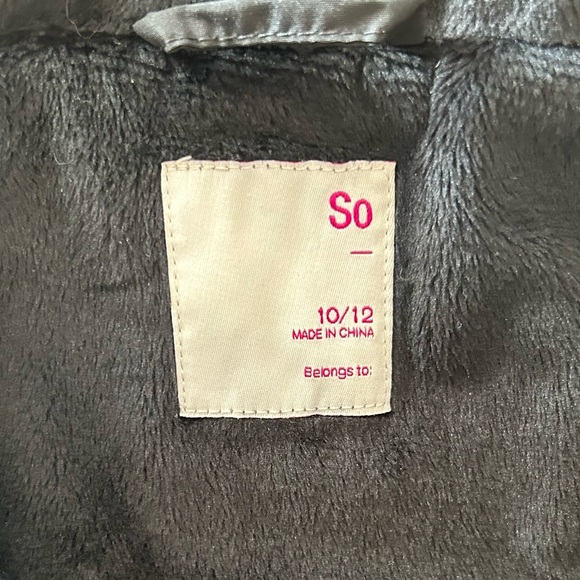 So
10/12
MADE IN CHINA
Belongs to: